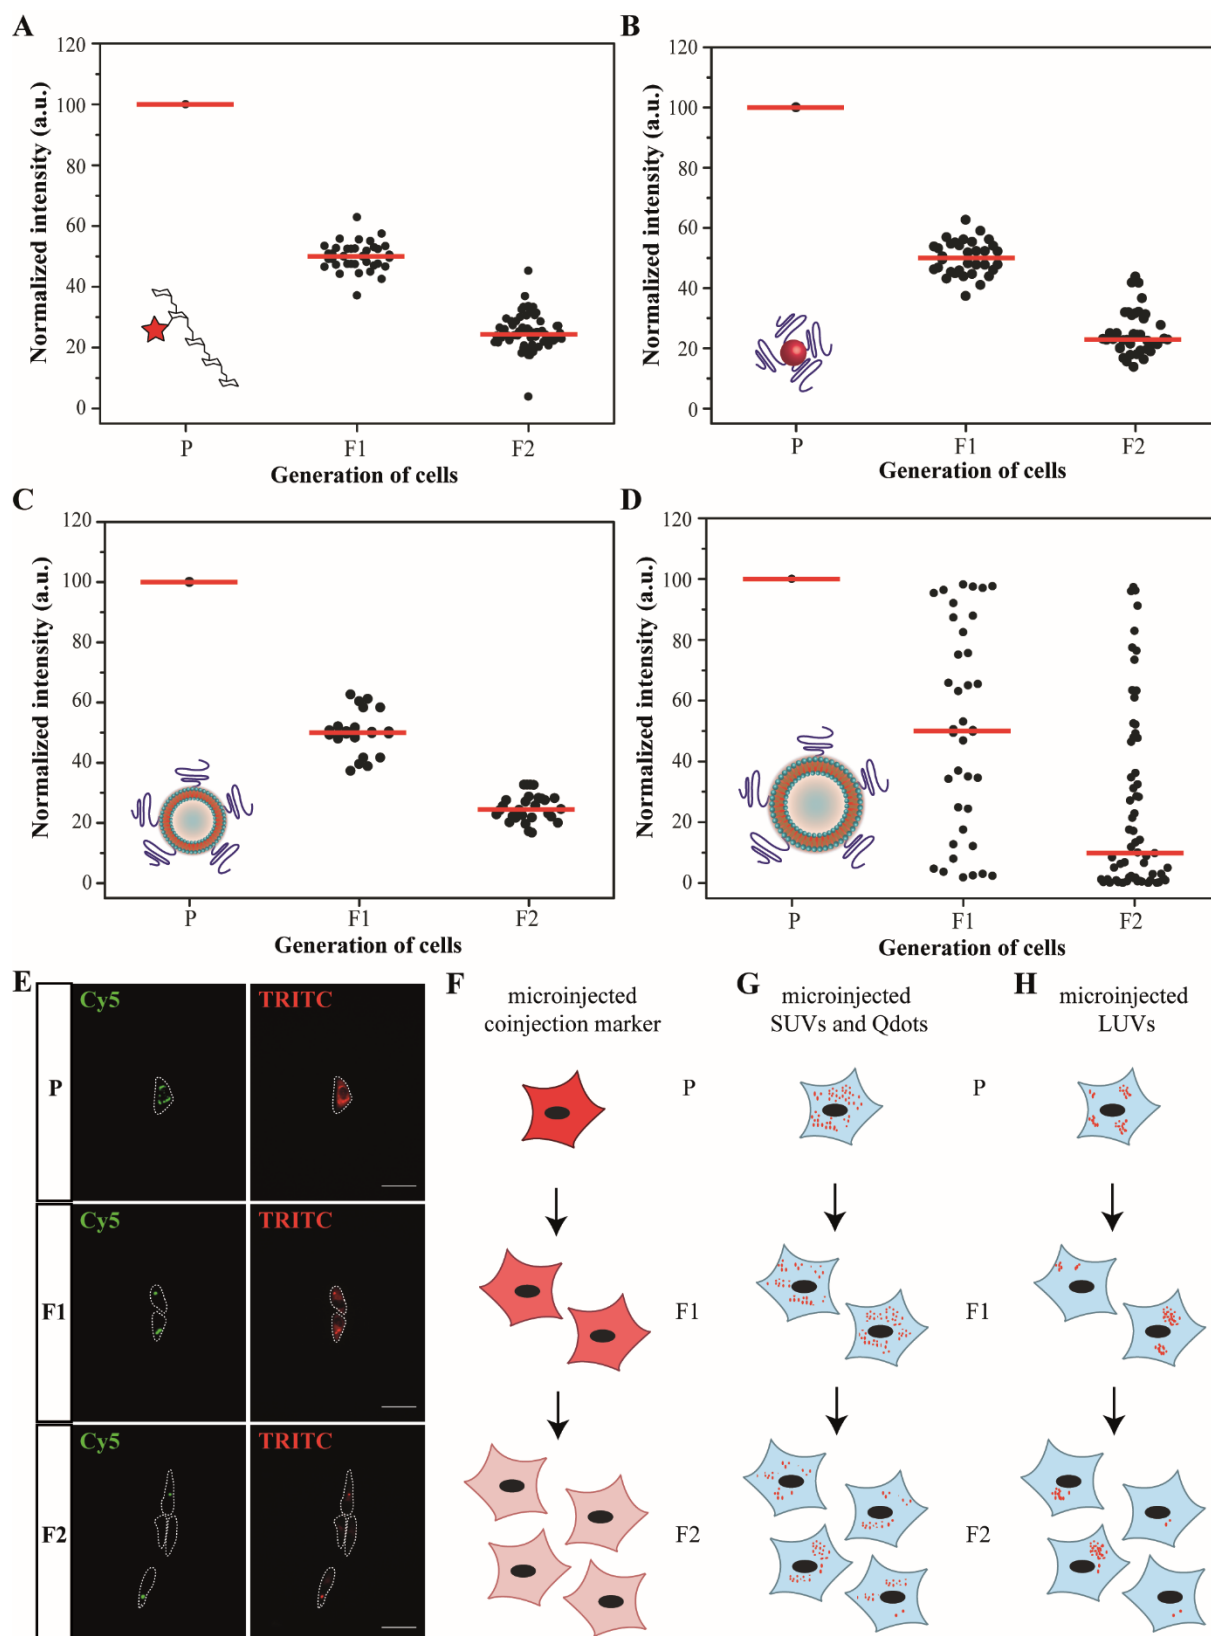 A
Normalized intensity (a.u.)
120
100
80
60
40
20
0
P
F1
F2
Generation of cells
B
Normalized intensity (a.u.)
120
100
80
60
40
20
0
P
F1
F2
Generation of cells
C
Normalized intensity (a.u.)
120
100
80
60
40
20
0
P
F1
F2
Generation of cells
D
Normalized intensity (a.u.)
120
100
80
60
40
20
0
P
F1
F2
Generation of cells
E
P
Cy5
TRITC
F1
Cy5
TRITC
F2
Cy5
TRITC
F
microinjected
coinjection marker
P
F1
F2
G
microinjected
SUVs and Qdots
P
F1
F2
H
microinjected
LUVs